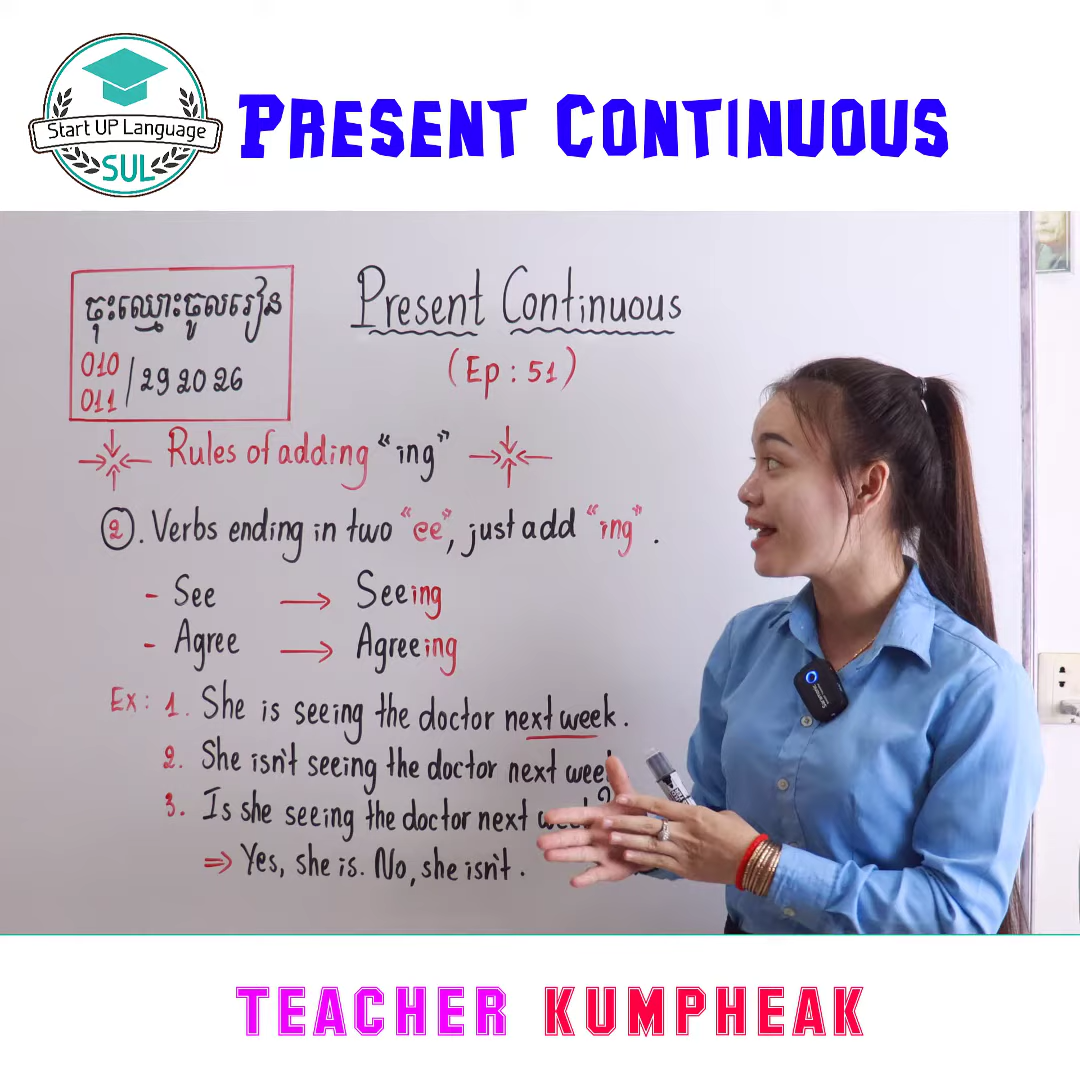 Start UP Language
SUL
PRESENT CONTINUOUS
ចុះឈ្មោះចូលរៀន
010
011 / 29 20 26
Present Continuous
(Ep : 51)
Rules of adding "ing"
2. Verbs ending in two "ee", just add "ing".
- See → Seeing
- Agree → Agreeing
Ex: 1. She is seeing the doctor next week.
2. She isn't seeing the doctor next week
3. Is she seeing the doctor next week?
⇒ Yes, she is. No, she isn't.
TEACHER KUMPHEAK